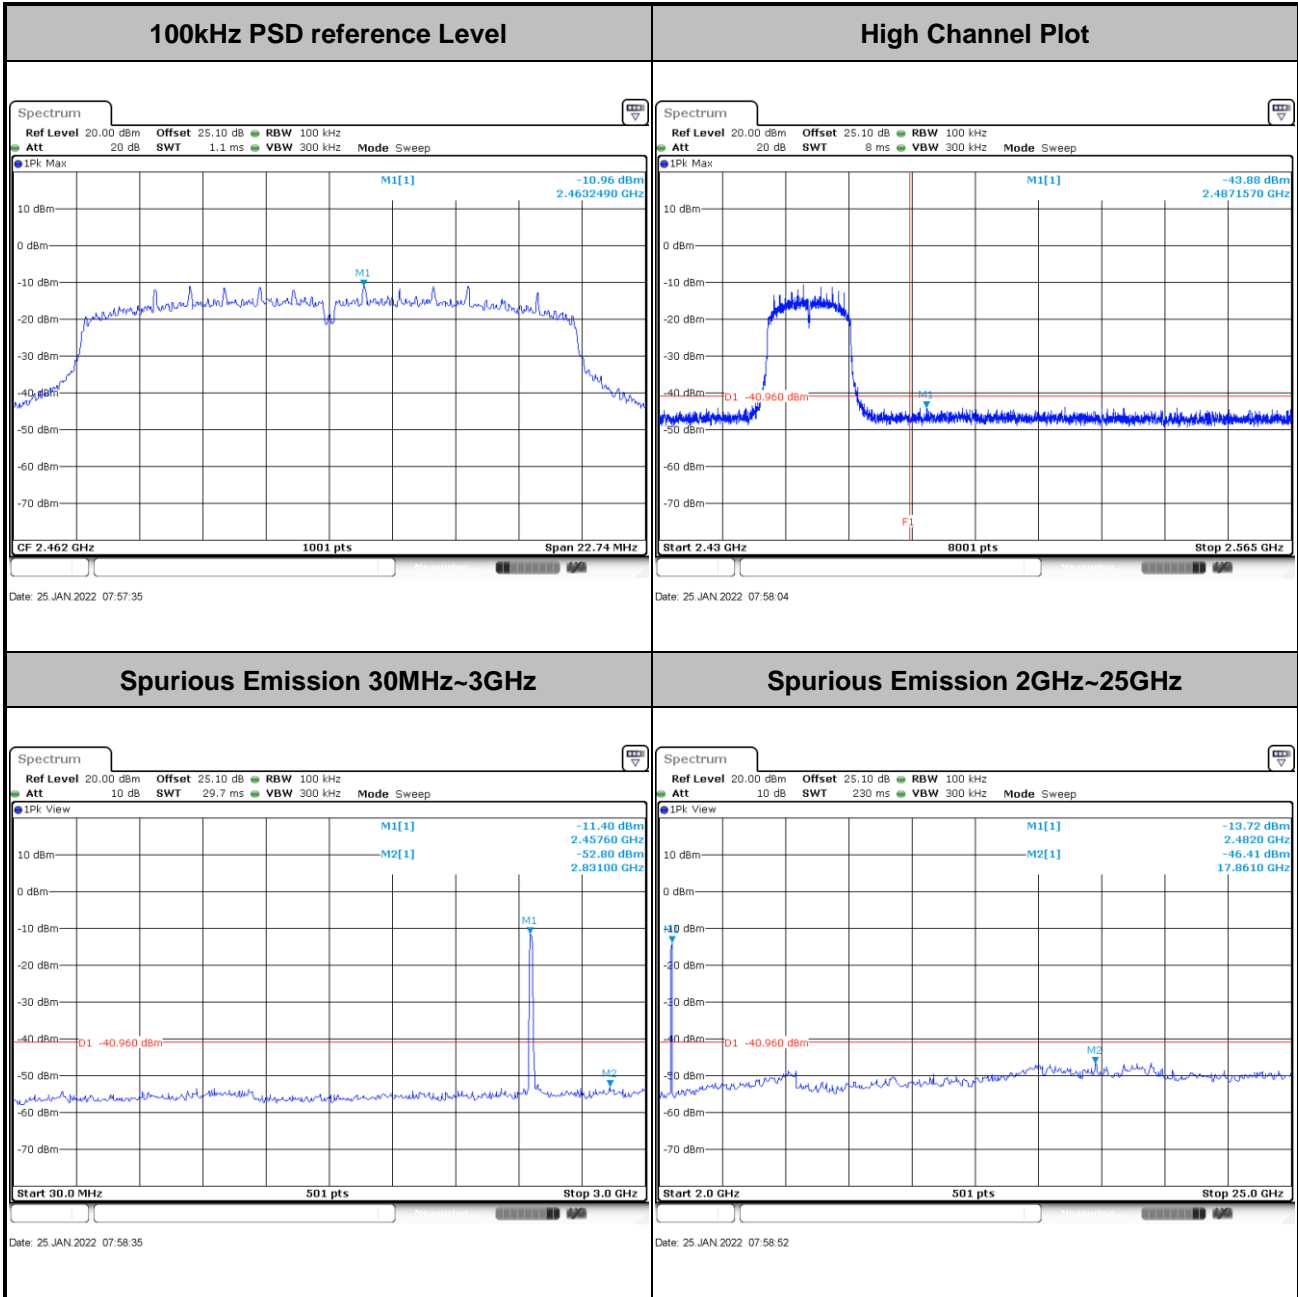 100kHz PSD reference Level
High Channel Plot
Spectrum
Ref Level 20.00 dBm Offset 25.10 dB RBW 100 kHz
Att 20 dB SWT 1.1 ms VBW 300 kHz Mode Sweep
1Pk Max
M1[1] -10.96 dBm
2.4632490 GHz
10 dBm
0 dBm
M1
-10 dBm
-20 dBm
-30 dBm
-40 dBm
-50 dBm
-60 dBm
-70 dBm
CF 2.462 GHz 1001 pts Span 22.74 MHz
Measuring
Date: 25.JAN.2022 07:57:35
Spectrum
Ref Level 20.00 dBm Offset 25.10 dB RBW 100 kHz
Att 20 dB SWT 8 ms VBW 300 kHz Mode Sweep
1Pk Max
M1[1] -43.88 dBm
2.4871570 GHz
10 dBm
0 dBm
-10 dBm
-20 dBm
-30 dBm
-40 dBm
D1 -40.960 dBm
M1
-50 dBm
-60 dBm
-70 dBm
F1
Start 2.43 GHz 8001 pts Stop 2.565 GHz
Measuring
Date: 25.JAN.2022 07:58:04
Spurious Emission 30MHz~3GHz
Spurious Emission 2GHz~25GHz
Spectrum
Ref Level 20.00 dBm Offset 25.10 dB RBW 100 kHz
Att 10 dB SWT 29.7 ms VBW 300 kHz Mode Sweep
1Pk View
M1[1] -11.40 dBm
2.45760 GHz
10 dBm
M2[1] -52.80 dBm
2.83100 GHz
0 dBm
M1
-10 dBm
-20 dBm
-30 dBm
-40 dBm
D1 -40.960 dBm
M2
-50 dBm
-60 dBm
-70 dBm
Start 30.0 MHz 501 pts Stop 3.0 GHz
Measuring
Date: 25.JAN.2022 07:58:35
Spectrum
Ref Level 20.00 dBm Offset 25.10 dB RBW 100 kHz
Att 10 dB SWT 230 ms VBW 300 kHz Mode Sweep
1Pk View
M1[1] -13.72 dBm
2.4820 GHz
10 dBm
M2[1] -46.41 dBm
17.8610 GHz
0 dBm
-10 dBm
-20 dBm
-30 dBm
-40 dBm
D1 -40.960 dBm
M2
-50 dBm
-60 dBm
-70 dBm
Start 2.0 GHz 501 pts Stop 25.0 GHz
Measuring
Date: 25.JAN.2022 07:58:52